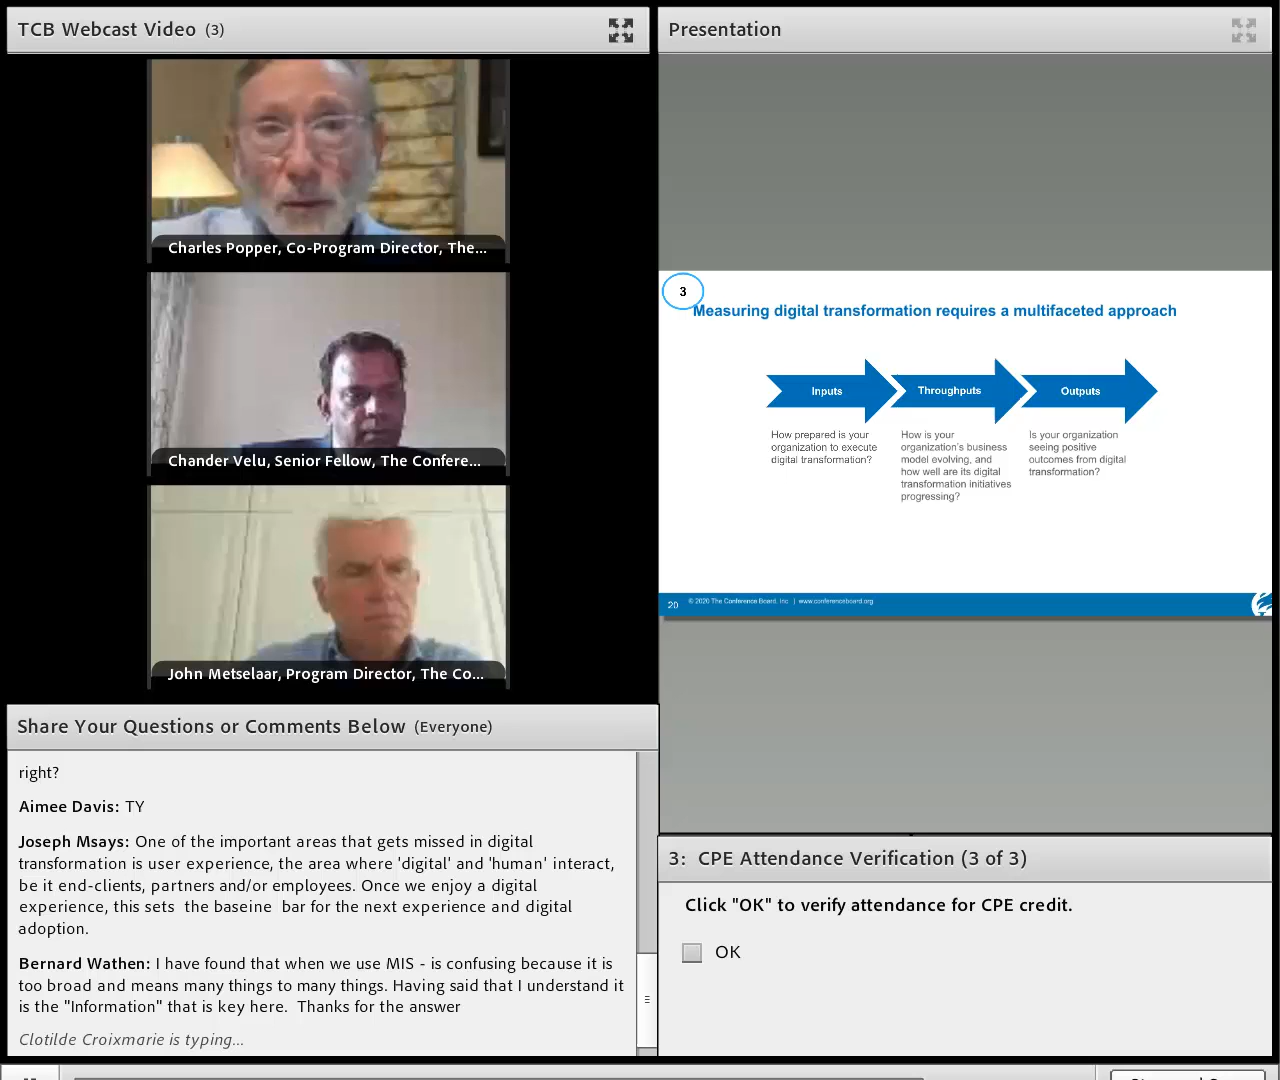 TCB Webcast Video (3)
Charles Popper, Co-Program Director, The...
Chander Velu, Senior Fellow, The Confere...
John Metselaar, Program Director, The Co...
Share Your Questions or Comments Below (Everyone)
right?
Aimee Davis: TY
Joseph Msays: One of the important areas that gets missed in digital
transformation is user experience, the area where 'digital' and 'human' interact,
be it end-clients, partners and/or employees. Once we enjoy a digital
experience, this sets the baseine bar for the next experience and digital
adoption.
Bernard Wathen: I have found that when we use MIS - is confusing because it is
too broad and means many things to many things. Having said that I understand it
is the "Information" that is key here. Thanks for the answer
Clotilde Croixmarie is typing...
Presentation
3
Measuring digital transformation requires a multifaceted approach
Inputs
How prepared is your
organization to execute
digital transformation?
Throughputs
How is your
organization's business
model evolving, and
how well are its digital
transformation initiatives
progressing?
Outputs
Is your organization
seeing positive
outcomes from digital
transformation?
20 © 2020 The Conference Board, Inc. | www.conferenceboard.org
3: CPE Attendance Verification (3 of 3)
Click "OK" to verify attendance for CPE credit.
OK